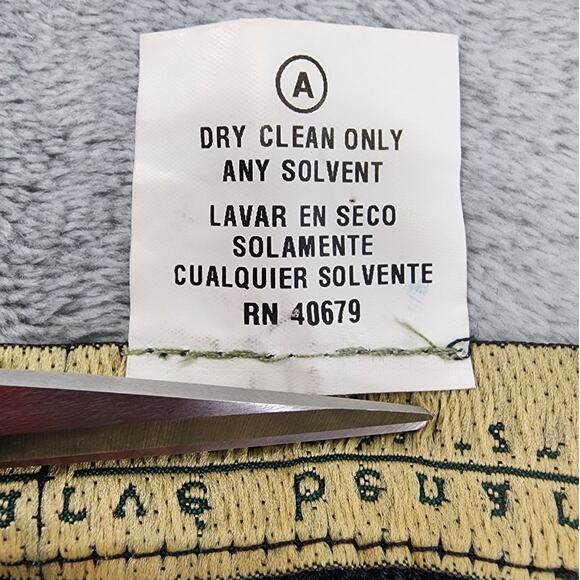 A
DRY CLEAN ONLY
ANY SOLVENT
LAVAR EN SECO
SOLAMENTE
CUALQUIER SOLVENTE
RN 40679